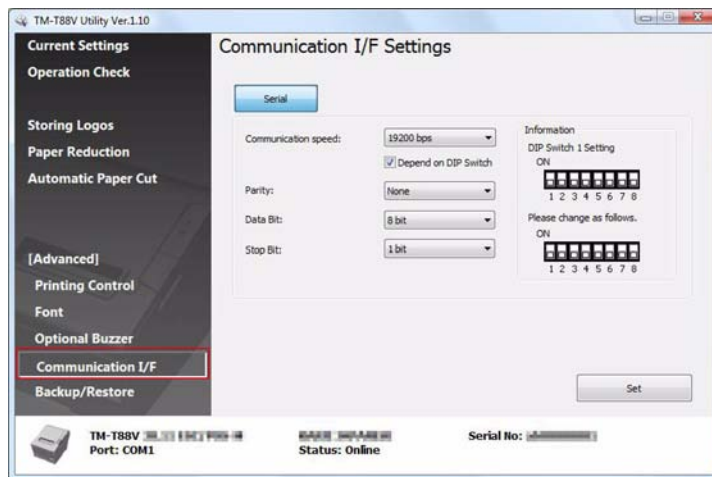 TM-T88V Utility Ver.1.10
Current Settings
Operation Check
Storing Logos
Paper Reduction
Automatic Paper Cut
[Advanced]
Printing Control
Font
Optional Buzzer
Communication I/F
Backup/Restore
Communication I/F Settings
Serial
Communication speed: 19200 bps
Depend on DIP Switch
Parity: None
Data Bit: 8 bit
Stop Bit: 1 bit
Information
DIP Switch 1 Setting
ON
1 2 3 4 5 6 7 8
Please change as follows.
ON
1 2 3 4 5 6 7 8
Set
TM-T88V Serial No:
Port: COM1 Status: Online